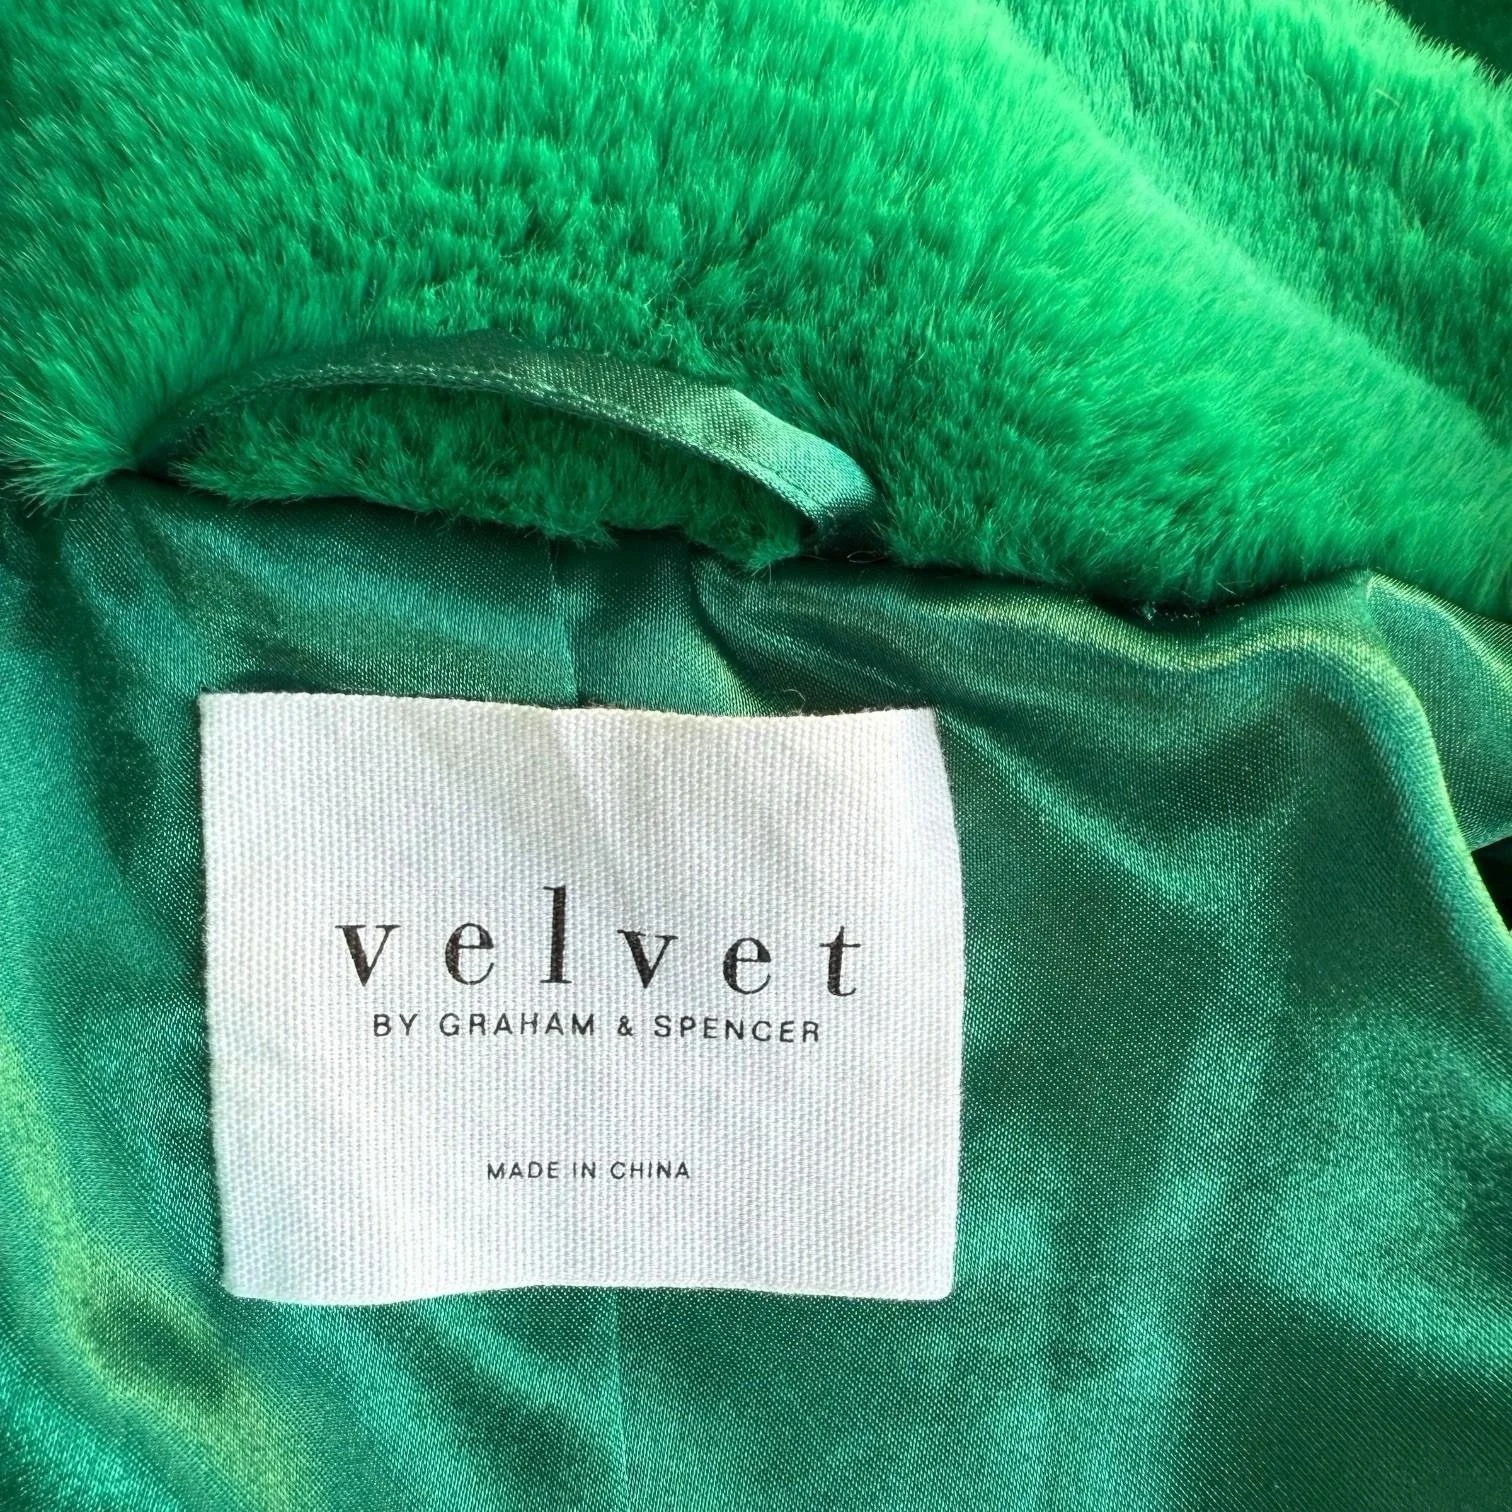 velvet
BY GRAHAM & SPENCER
MADE IN CHINA